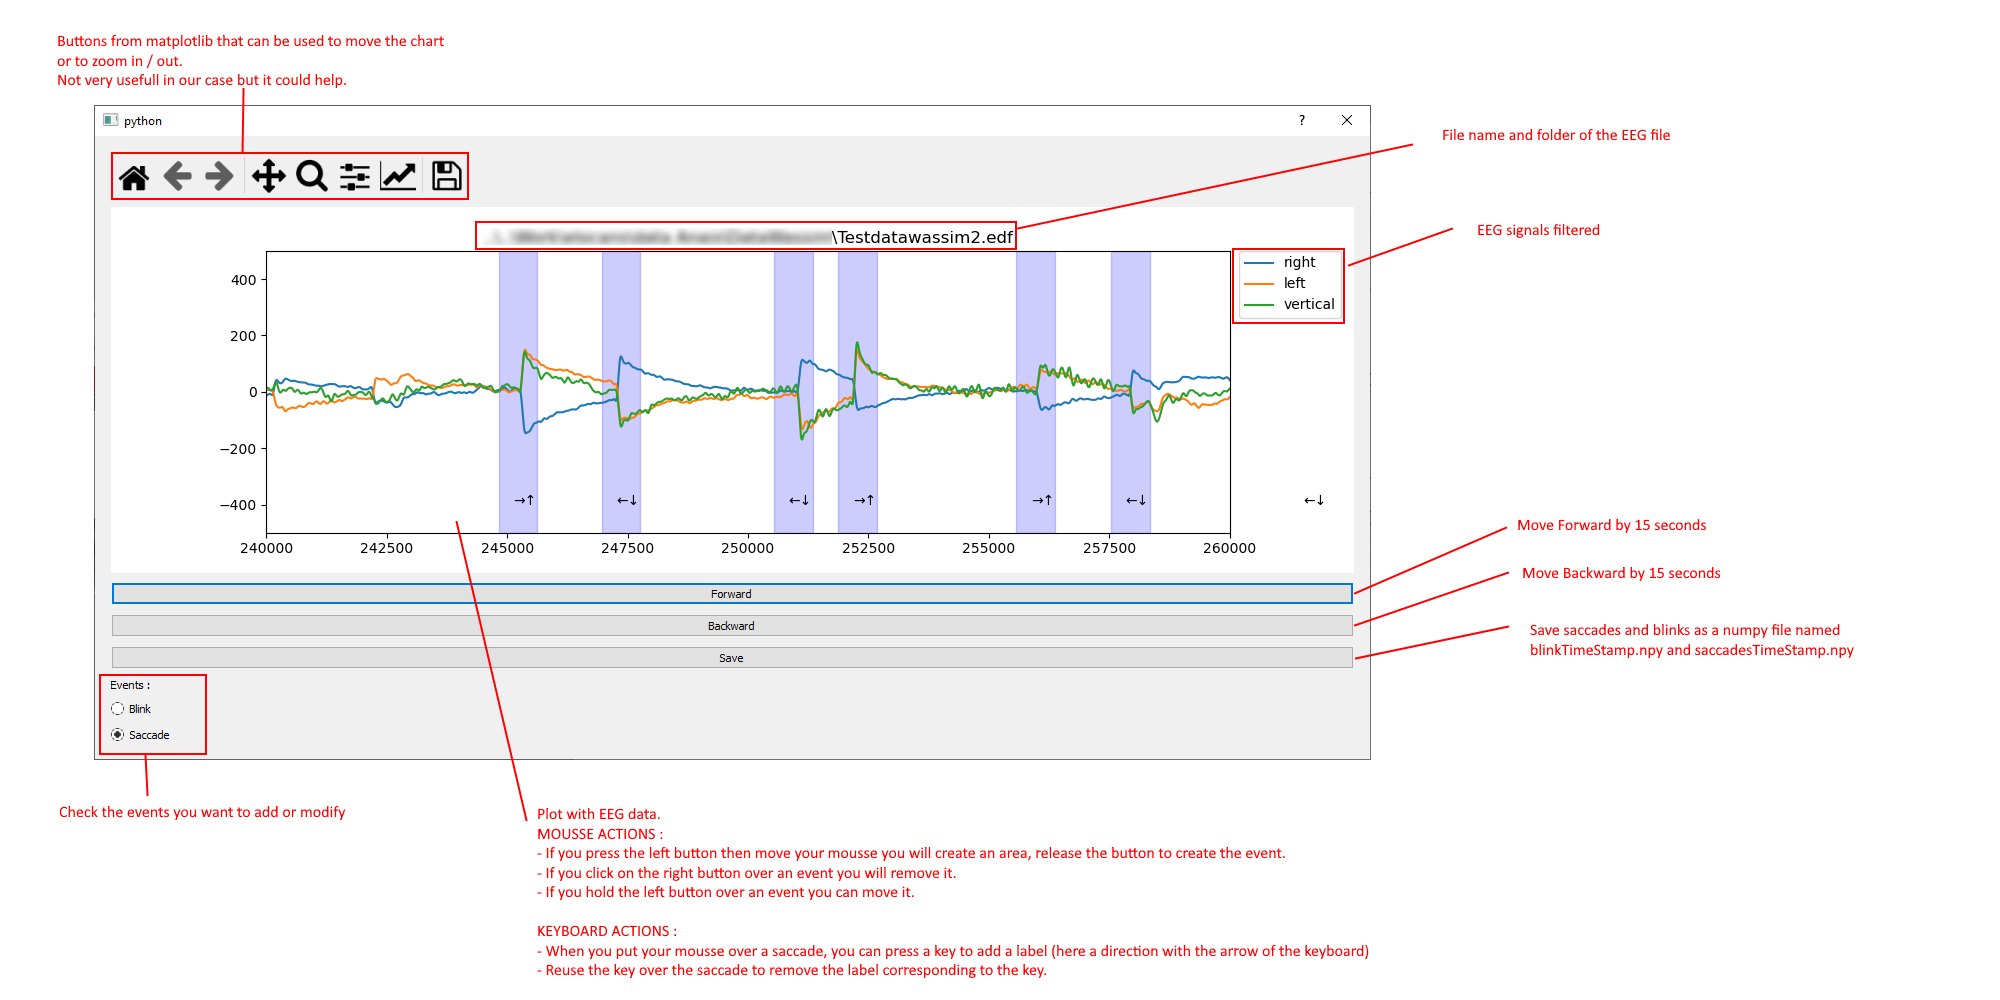 Buttons from matplotlib that can be used to move the chart
or to zoom in / out.
Not very usefull in our case but it could help.
python
?
File name and folder of the EEG file
\Testdatawassim2.edf
EEG signals filtered
right
left
vertical
400
200
0
−200
−400
→↑
←↓
←↓
→↑
→↑
←↓
←↓
240000
242500
245000
247500
250000
252500
255000
257500
260000
Move Forward by 15 seconds
Forward
Move Backward by 15 seconds
Backward
Save saccades and blinks as a numpy file named
blinkTimeStamp.npy and saccadesTimeStamp.npy
Save
Events :
Blink
Saccade
Check the events you want to add or modify
Plot with EEG data.
MOUSSE ACTIONS :
- If you press the left button then move your mousse you will create an area, release the button to create the event.
- If you click on the right button over an event you will remove it.
- If you hold the left button over an event you can move it.
KEYBOARD ACTIONS :
- When you put your mousse over a saccade, you can press a key to add a label (here a direction with the arrow of the keyboard)
- Reuse the key over the saccade to remove the label corresponding to the key.